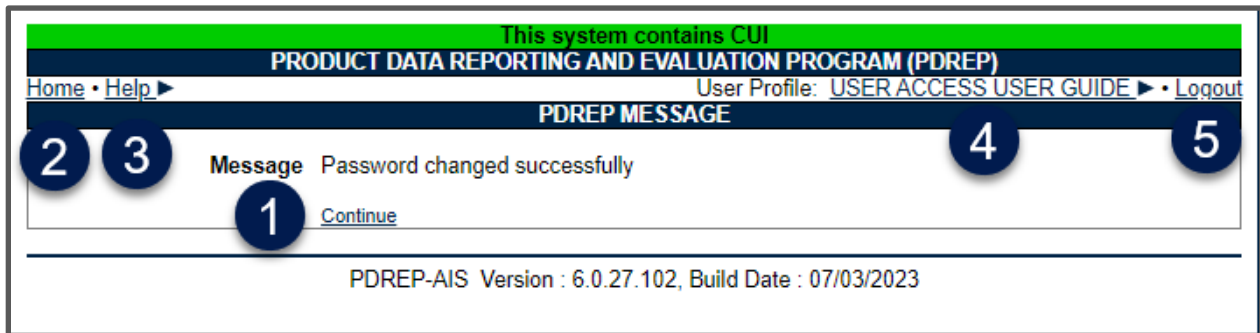 This system contains CUI
PRODUCT DATA REPORTING AND EVALUATION PROGRAM (PDREP)
Home • Help ► User Profile: USER ACCESS USER GUIDE ► • Logout
PDREP MESSAGE
2 3 4 5
Message Password changed successfully
1 Continue
PDREP-AIS Version : 6.0.27.102, Build Date : 07/03/2023